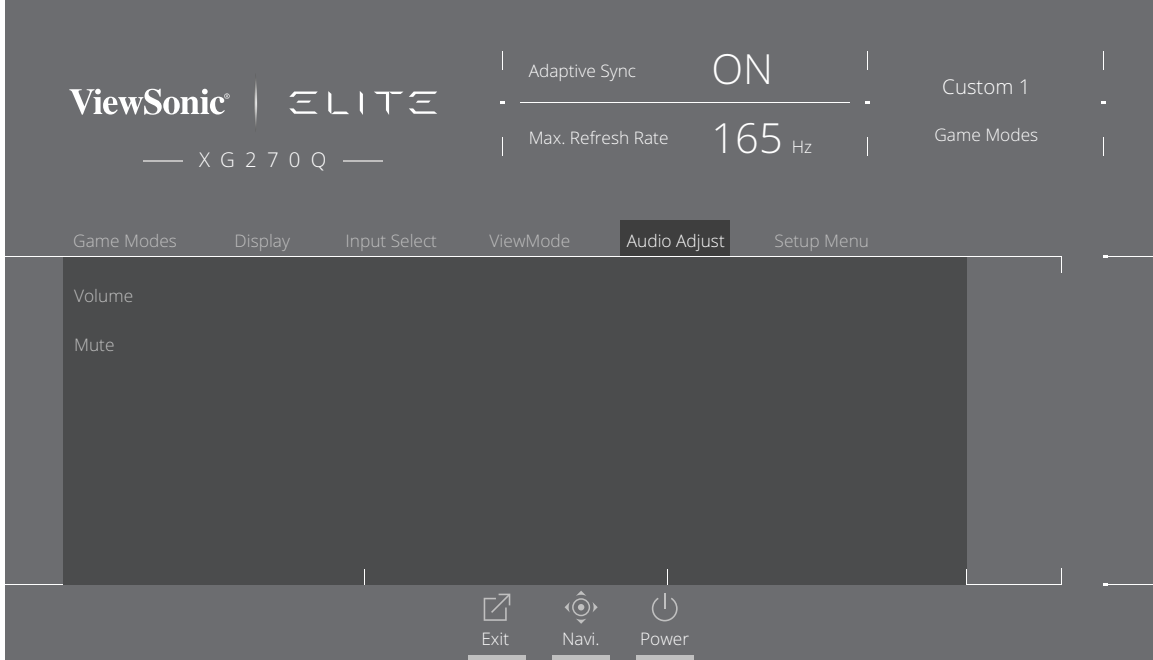 ViewSonic® ELITE
XG270Q
Adaptive Sync ON
Max. Refresh Rate 165 Hz
Custom 1
Game Modes
Game Modes Display Input Select ViewMode Audio Adjust Setup Menu
Volume
Mute
Exit Navi. Power